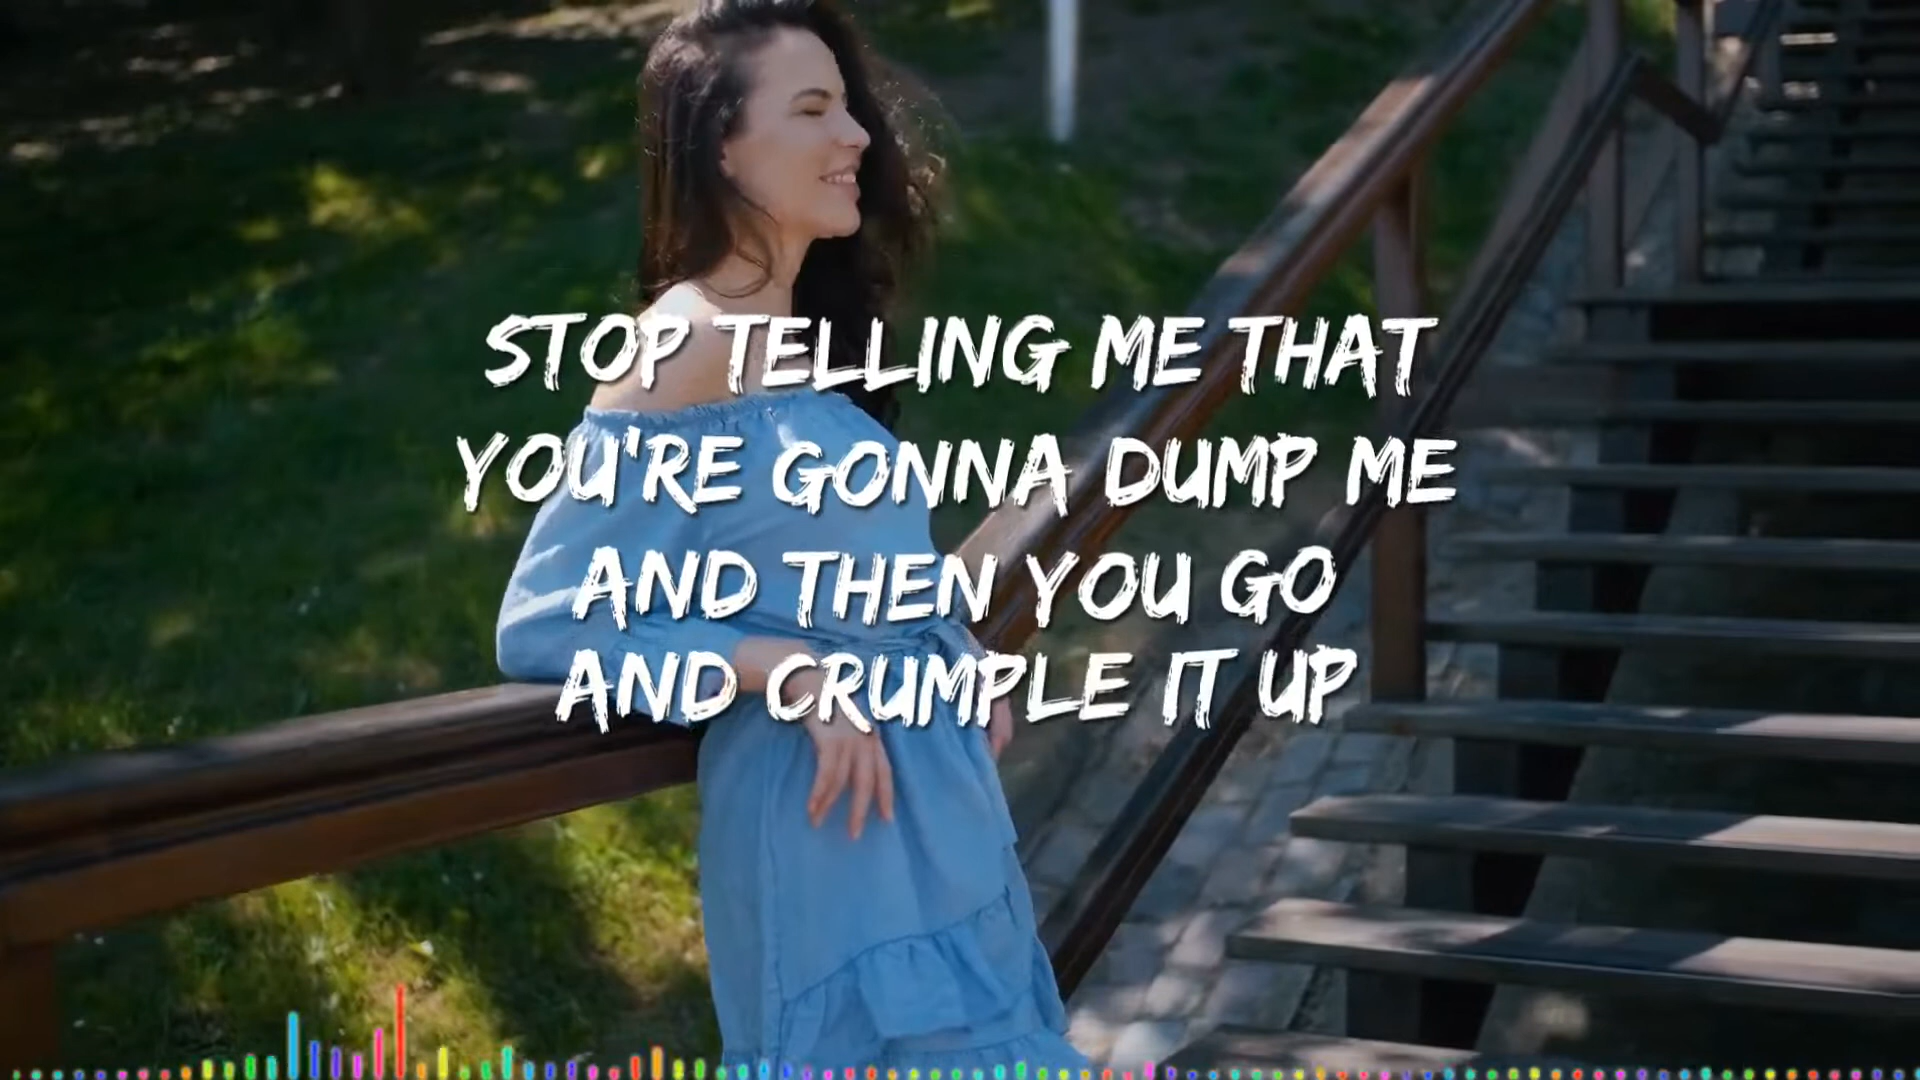 STOP TELLING ME THAT
YOU'RE GONNA DUMP ME
AND THEN YOU GO
AND CRUMPLE IT UP